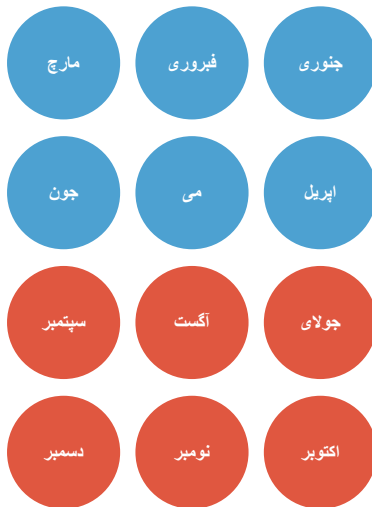 جنوری
فبروری
مارچ
اپریل
می
جون
جولای
آگست
سپتمبر
اکتوبر
نومبر
دسمبر